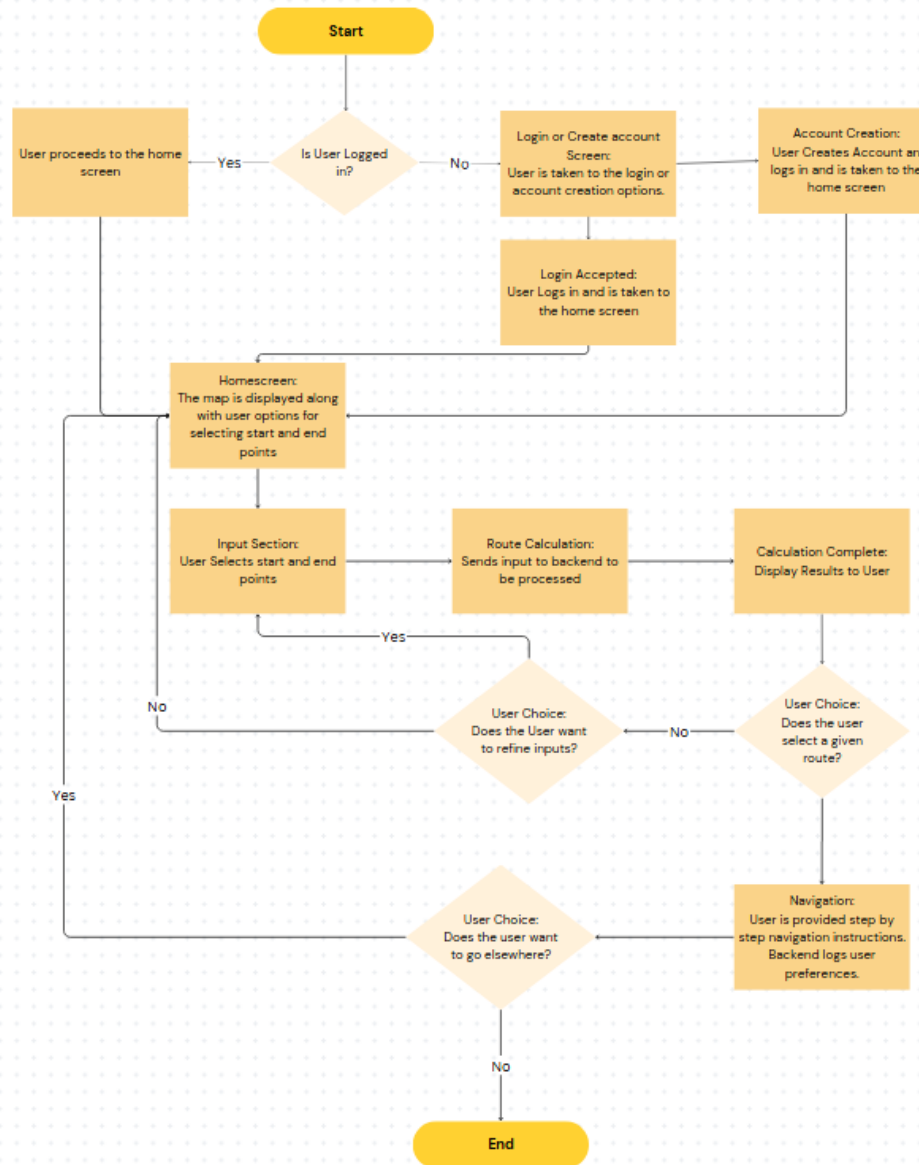 Start
User proceeds to the home
screen
Yes
Is User Logged
in?
No
Login or Create account
Screen:
User is taken to the login or
account creation options.
Account Creation:
User Creates Account an
logs in and is taken to the
home screen
Login Accepted:
User Logs in and is taken to
the home screen
Homescreen:
The map is displayed along
with user options for
selecting start and end
points
Input Section:
User Selects start and end
points
Route Calculation:
Sends input to backend to
be processed
Calculation Complete:
Display Results to User
Yes
No
User Choice:
Does the User want
to refine inputs?
No
User Choice:
Does the user
select a given
route?
Yes
User Choice:
Does the user want
to go elsewhere?
Navigation:
User is provided step by
step navigation instructions.
Backend logs user
preferences.
No
End